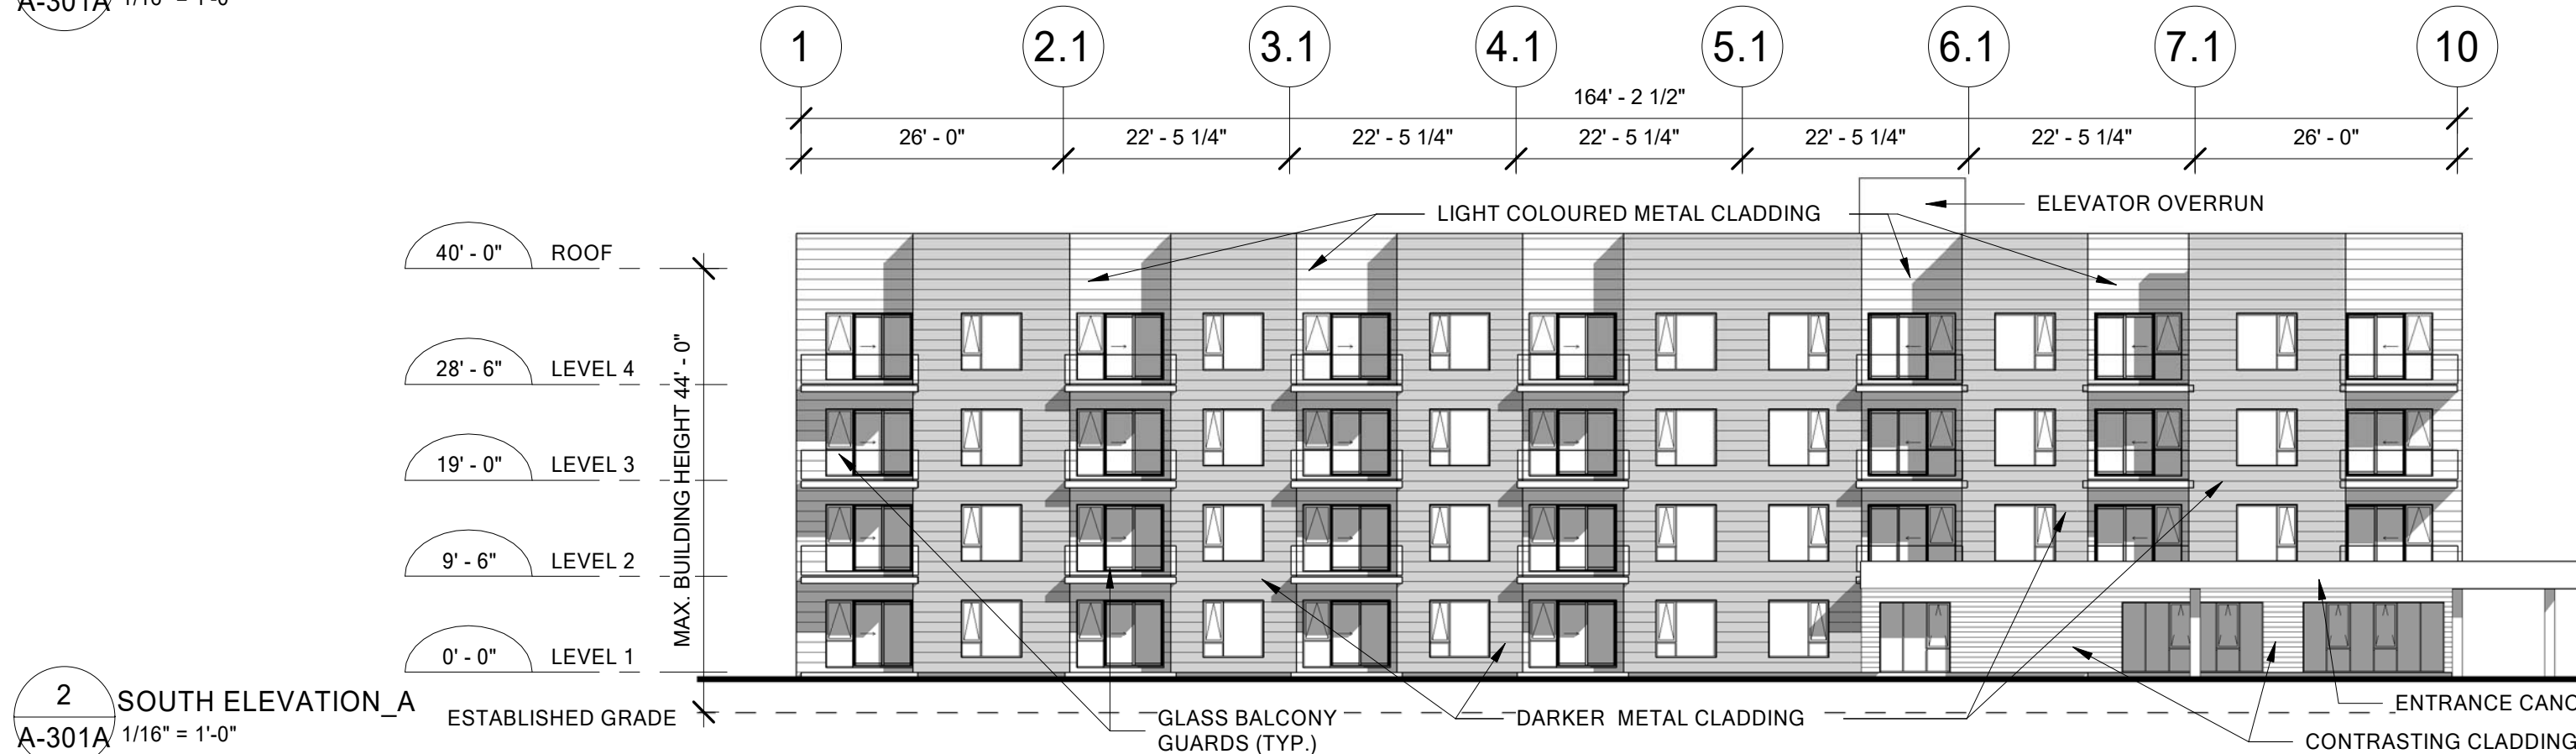 A-301A 1/16" = 1'-0"
1 2.1 3.1 4.1 5.1 6.1 7.1 10
164' - 2 1/2"
26' - 0" 22' - 5 1/4" 22' - 5 1/4" 22' - 5 1/4" 22' - 5 1/4" 22' - 5 1/4" 26' - 0"
LIGHT COLOURED METAL CLADDING
ELEVATOR OVERRUN
40' - 0" ROOF
28' - 6" LEVEL 4
19' - 0" LEVEL 3
9' - 6" LEVEL 2
0' - 0" LEVEL 1
MAX. BUILDING HEIGHT 44' - 0"
2
A-301A
SOUTH ELEVATION_A
1/16" = 1'-0"
ESTABLISHED GRADE
GLASS BALCONY
GUARDS (TYP.)
DARKER METAL CLADDING
ENTRANCE CANO
CONTRASTING CLADDING